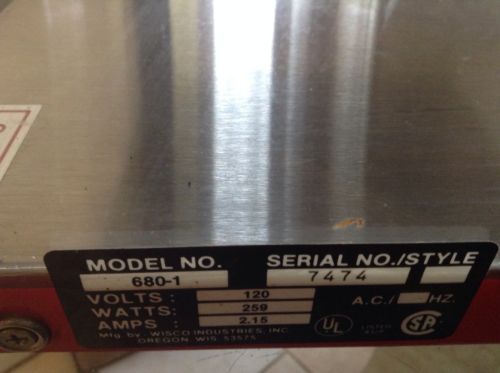 MODEL NO. SERIAL NO./STYLE
680-1 7474
VOLTS: 120 A.C./ HZ.
WATTS: 259
AMPS: 2.15
Mfg. by WISCO INDUSTRIES, INC.
OREGON, WIS. 53575
UL LISTED